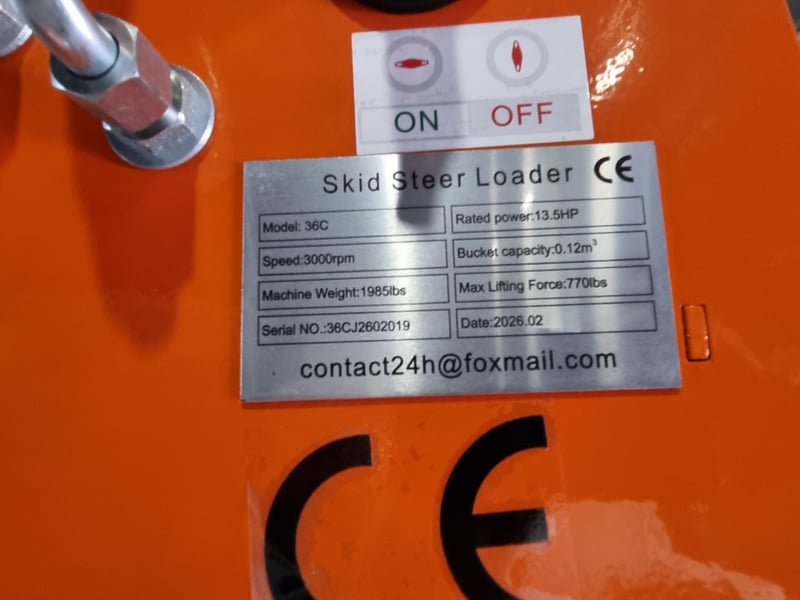 ON OFF
Skid Steer Loader CE
Model: 36C
Rated power:13.5HP
Speed:3000rpm
Bucket capacity:0.12m³
Machine Weight:1985lbs
Max Lifting Force:770lbs
Serial NO.:36CJ2602019
Date:2026.02
contact24h@foxmail.com
CE